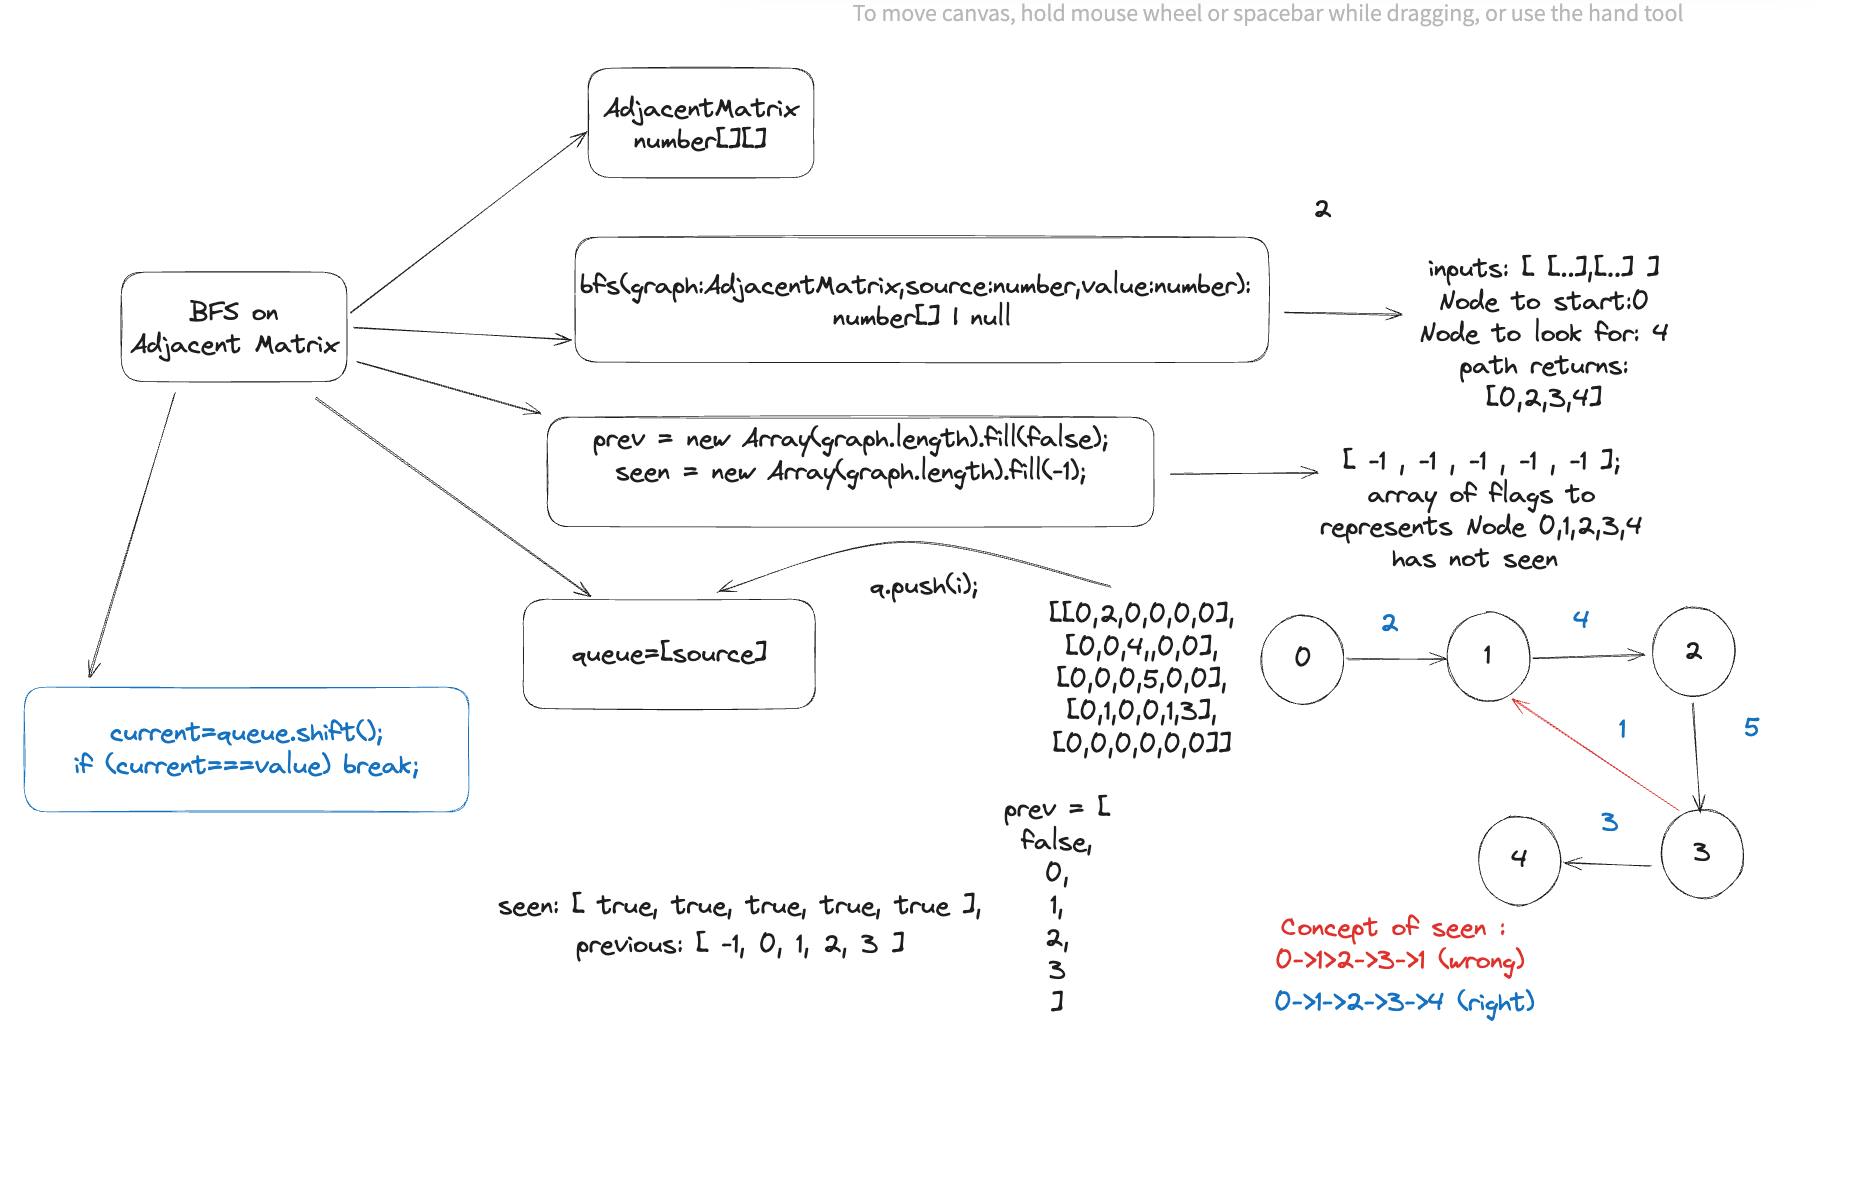 To move canvas, hold mouse wheel or spacebar while dragging, or use the hand tool
AdjacentMatrix
number[][]
2
BFS on
Adjacent Matrix
bfs(graph:AdjacentMatrix,source:number,value:number):
number[] | null
inputs: [ [..],[..] ]
Node to start:0
Node to look for: 4
path returns:
[0,2,3,4]
prev = new Array(graph.length).fill(false);
seen = new Array(graph.length).fill(-1);
[ -1 , -1 , -1 , -1 , -1 ];
array of flags to
represents Node 0,1,2,3,4
has not seen
q.push(i);
queue=[source]
[[0,2,0,0,0,0],
[0,0,4,,0,0],
[0,0,0,5,0,0],
[0,1,0,0,1,3],
[0,0,0,0,0,0]]
0
2
1
4
2
1
5
3
4
3
current=queue.shift();
if (current===value) break;
prev = [
false,
0,
1,
2,
3
]
seen: [ true, true, true, true, true ],
previous: [ -1, 0, 1, 2, 3 ]
Concept of seen :
0->1>2->3->1 (wrong)
0->1->2->3->4 (right)